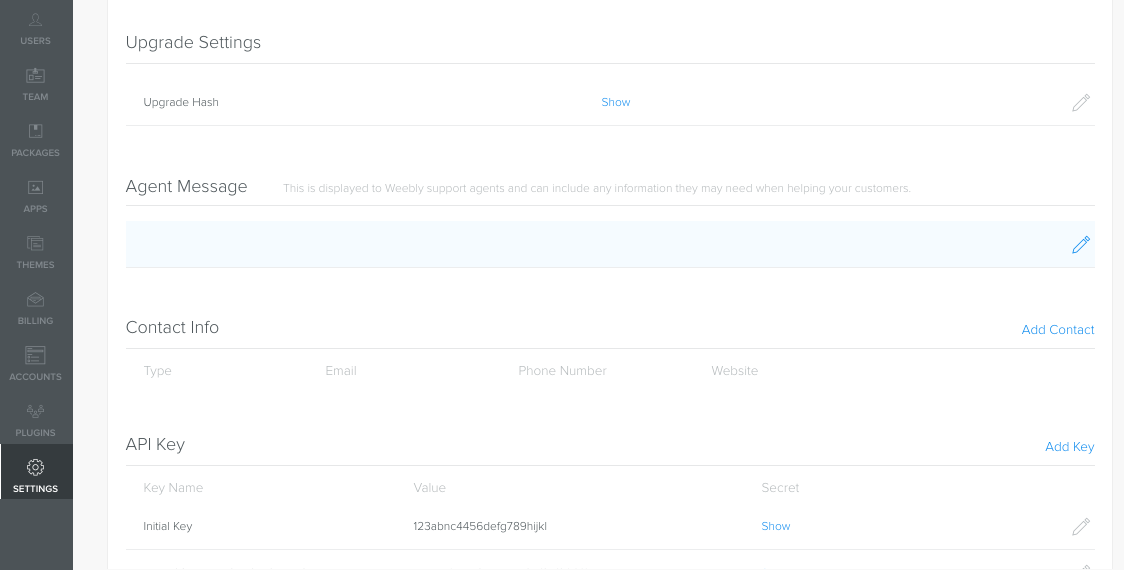 USERS
TEAM
PACKAGES
APPS
THEMES
BILLING
ACCOUNTS
PLUGINS
SETTINGS
Upgrade Settings
Upgrade Hash Show
Agent Message This is displayed to Weebly support agents and can include any information they may need when helping your customers.
Contact Info Add Contact
Type Email Phone Number Website
API Key Add Key
Key Name Value Secret
Initial Key 123abnc4456defg789hijkl Show